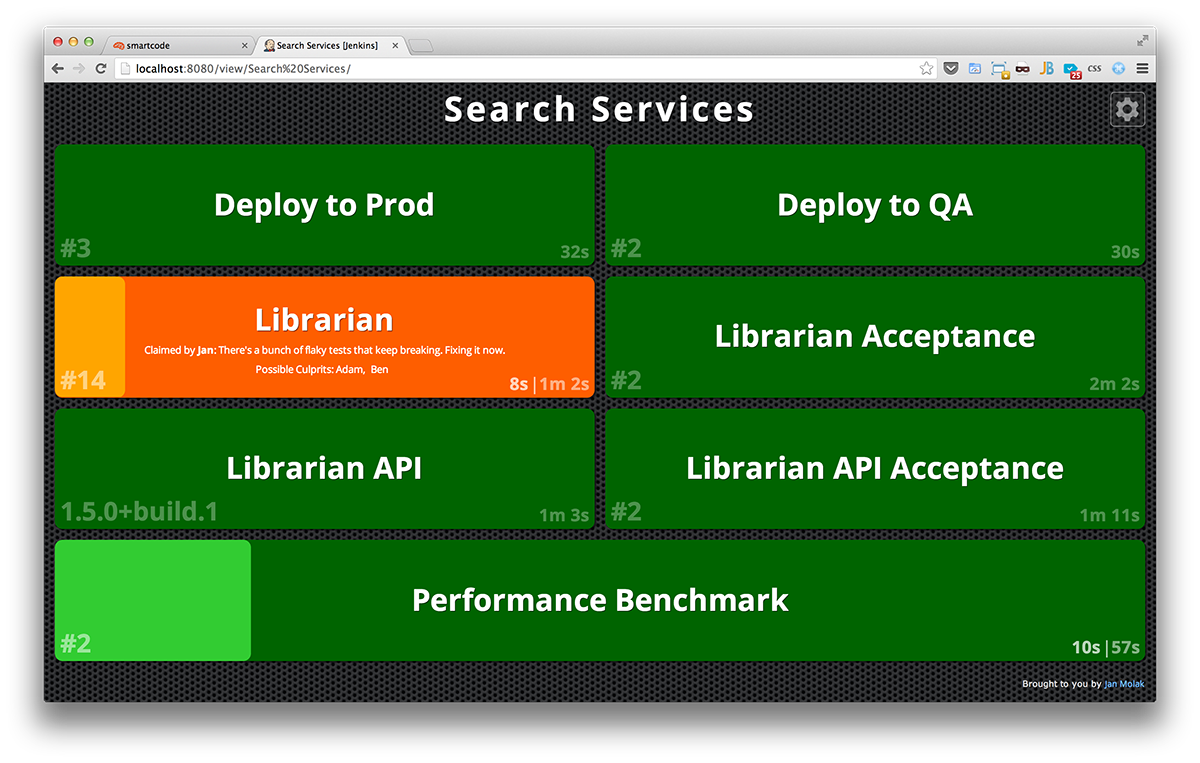 smartcode
Search Services [Jenkins]
localhost:8080/view/Search%20Services/
JB
25
CSS
Search Services
Deploy to Prod
#3
32s
Deploy to QA
#2
30s
Librarian
Claimed by Jan: There's a bunch of flaky tests that keep breaking. Fixing it now.
Possible Culprits: Adam, Ben
#14
8s |1m 2s
Librarian Acceptance
#2
2m 2s
Librarian API
1.5.0+build.1
1m 3s
Librarian API Acceptance
#2
1m 11s
Performance Benchmark
#2
10s |57s
Brought to you by Jan Molak